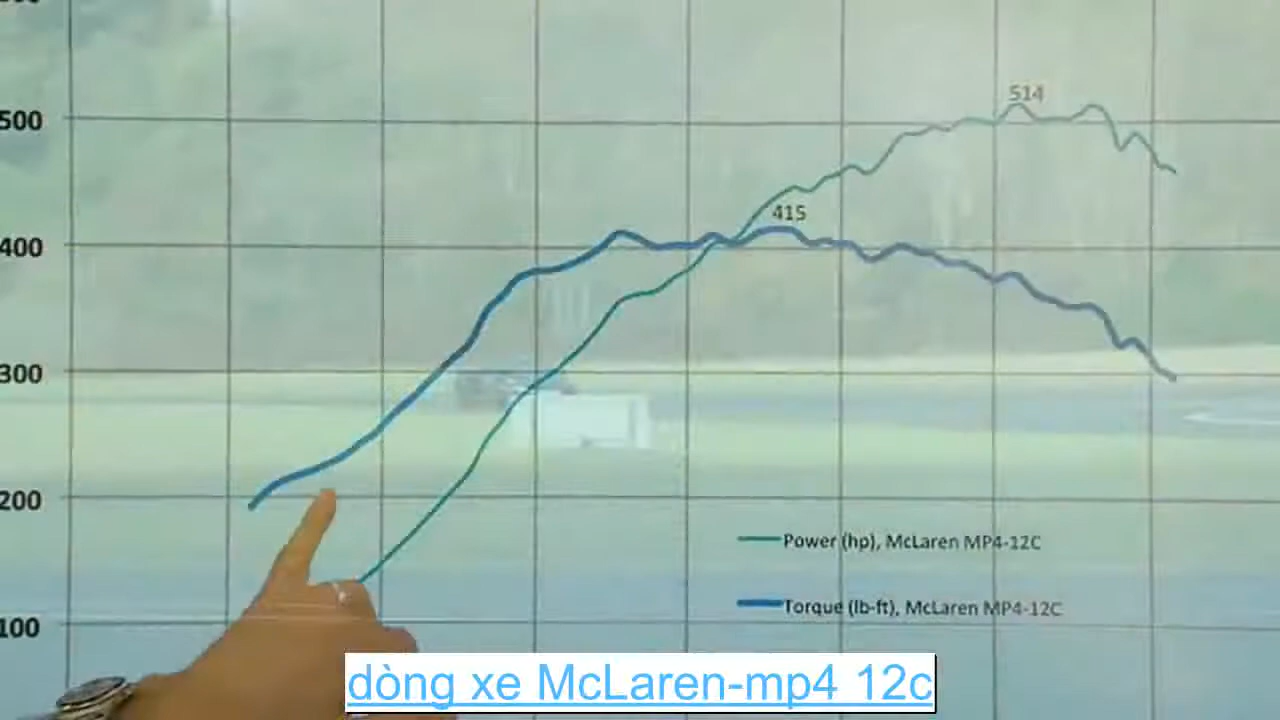 500
514
415
400
300
200
Power (hp), McLaren MP4-12C
Torque (lb-ft), McLaren MP4-12C
100
dòng xe McLaren-mp4 12c